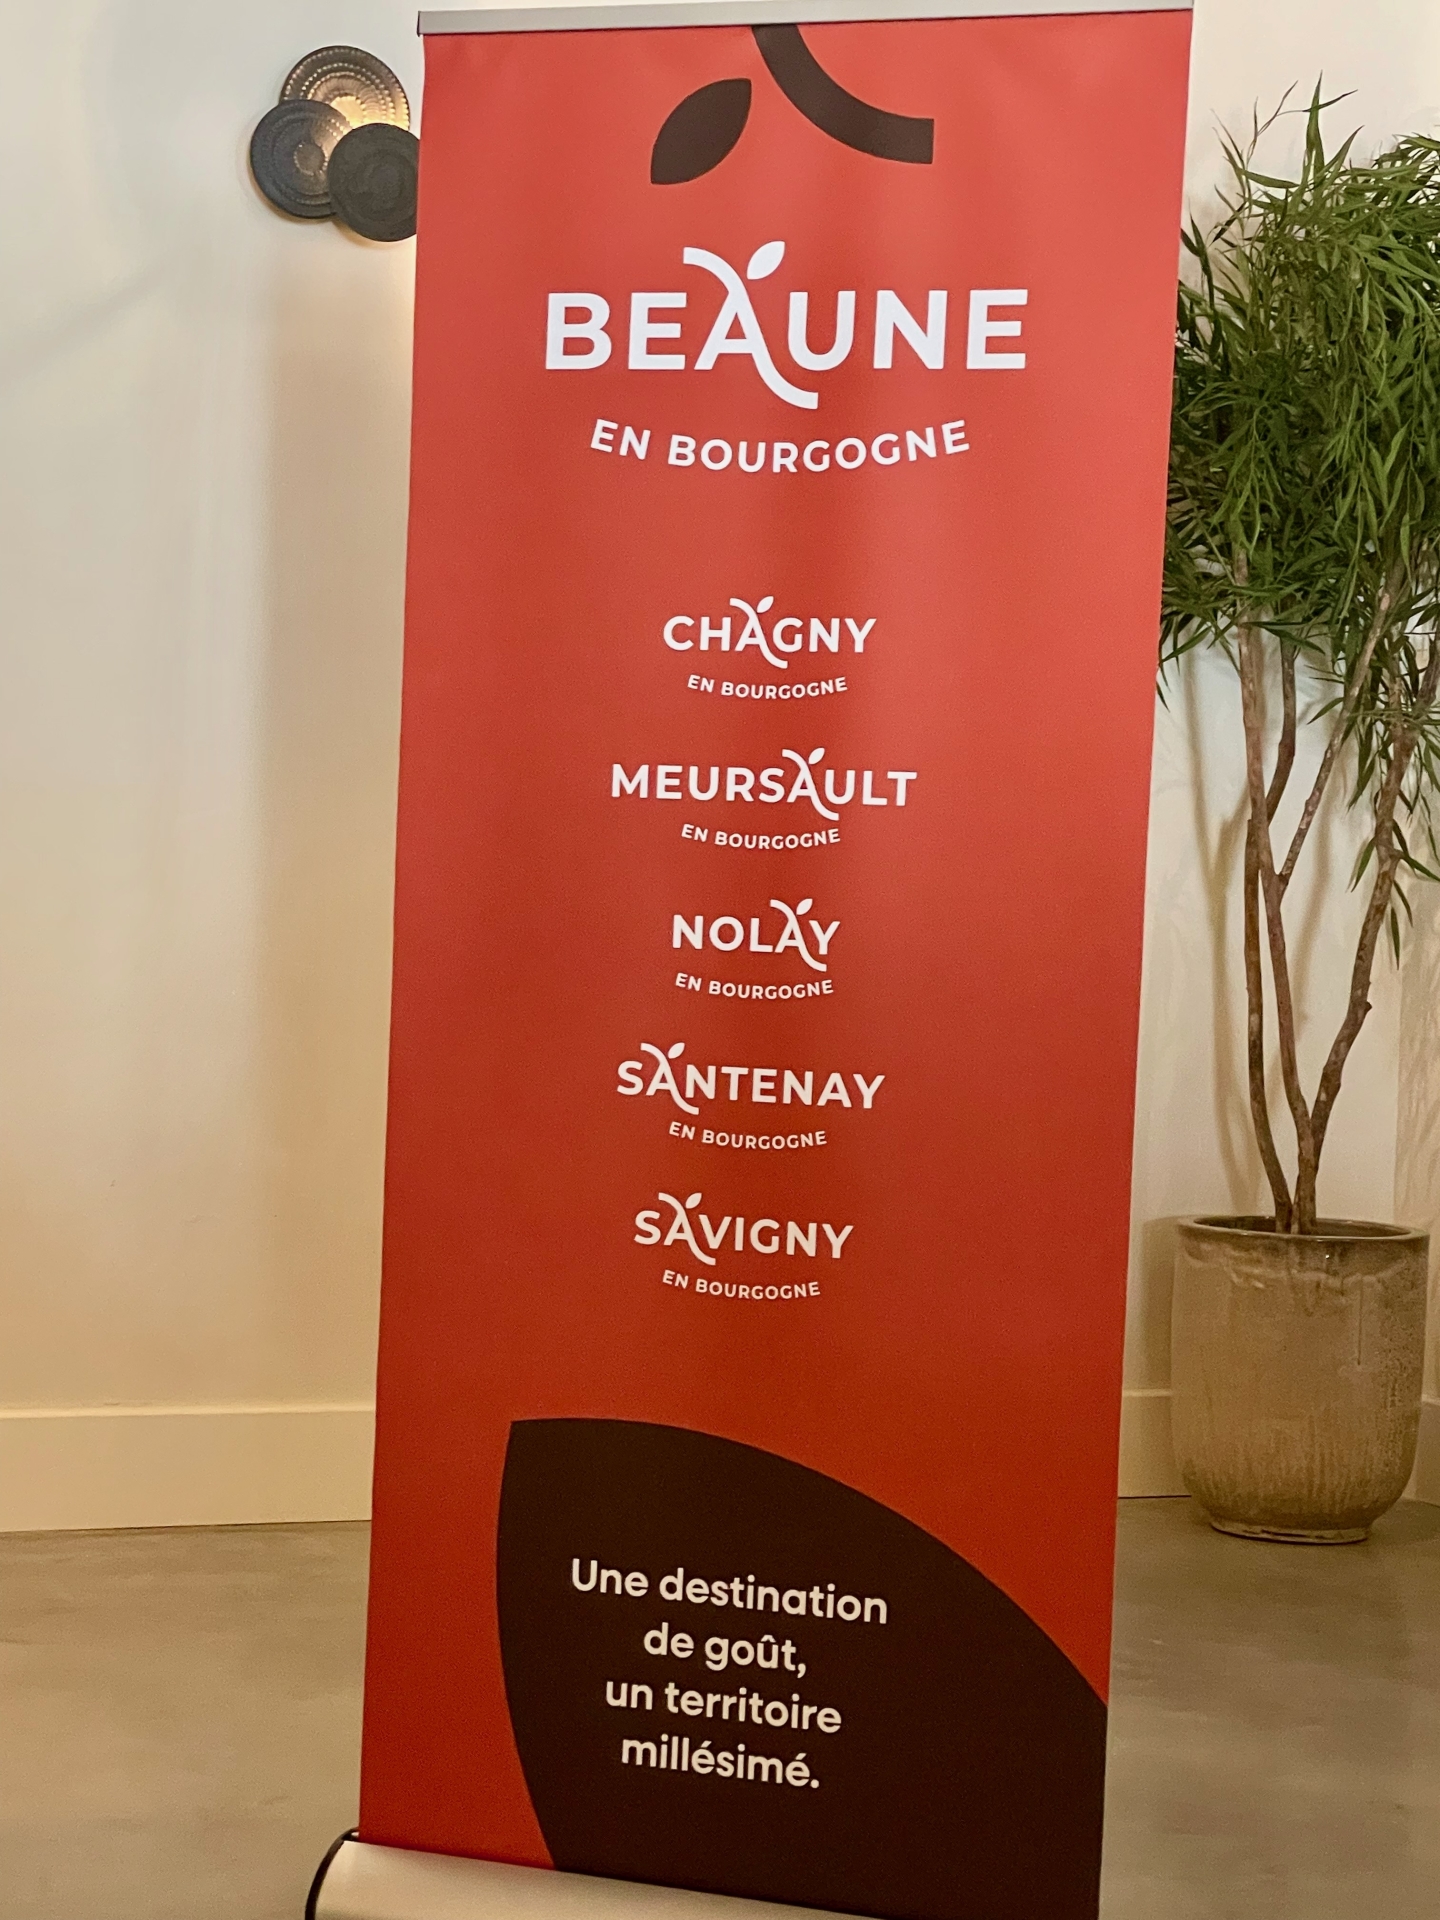 BEAUNE
EN BOURGOGNE
CHAGNY
EN BOURGOGNE
MEURSAULT
EN BOURGOGNE
NOLAY
EN BOURGOGNE
SANTENAY
EN BOURGOGNE
SAVIGNY
EN BOURGOGNE
Une destination
de goût,
un territoire
millésimé.